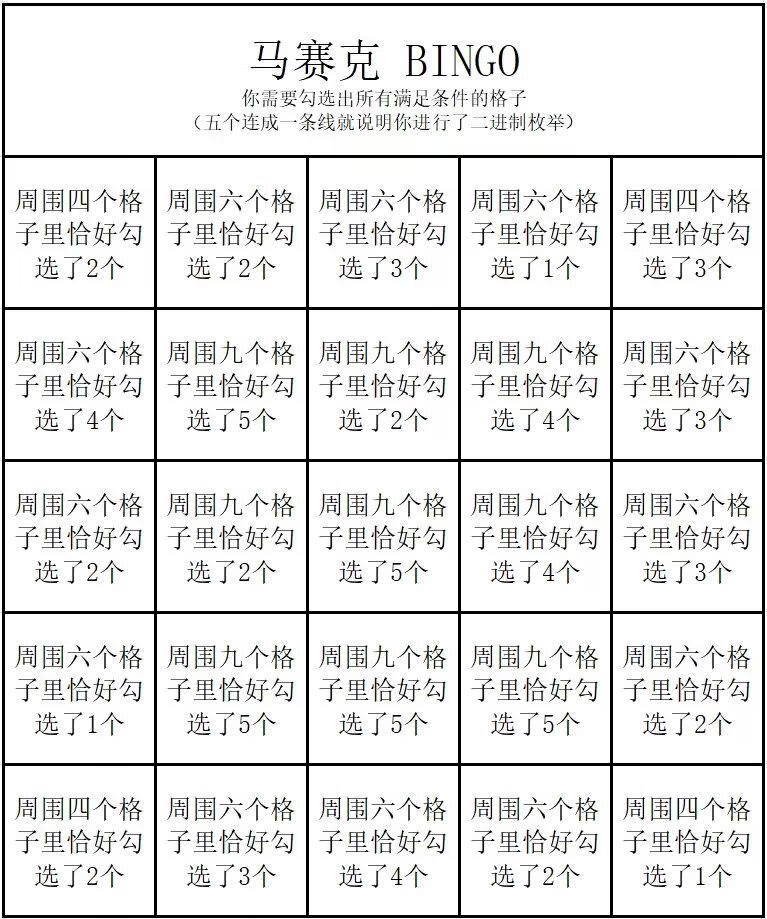 马赛克 BINGO
你需要勾选出所有满足条件的格子
（五个连成一条线就说明你进行了二进制枚举）
周围四个格
子里恰好勾
选了2个
周围六个格
子里恰好勾
选了2个
周围六个格
子里恰好勾
选了3个
周围六个格
子里恰好勾
选了1个
周围四个格
子里恰好勾
选了3个
周围六个格
子里恰好勾
选了4个
周围九个格
子里恰好勾
选了5个
周围九个格
子里恰好勾
选了2个
周围九个格
子里恰好勾
选了4个
周围六个格
子里恰好勾
选了3个
周围六个格
子里恰好勾
选了2个
周围九个格
子里恰好勾
选了2个
周围九个格
子里恰好勾
选了5个
周围九个格
子里恰好勾
选了4个
周围六个格
子里恰好勾
选了3个
周围六个格
子里恰好勾
选了1个
周围九个格
子里恰好勾
选了5个
周围九个格
子里恰好勾
选了5个
周围九个格
子里恰好勾
选了5个
周围六个格
子里恰好勾
选了2个
周围四个格
子里恰好勾
选了2个
周围六个格
子里恰好勾
选了3个
周围六个格
子里恰好勾
选了4个
周围六个格
子里恰好勾
选了2个
周围四个格
子里恰好勾
选了1个